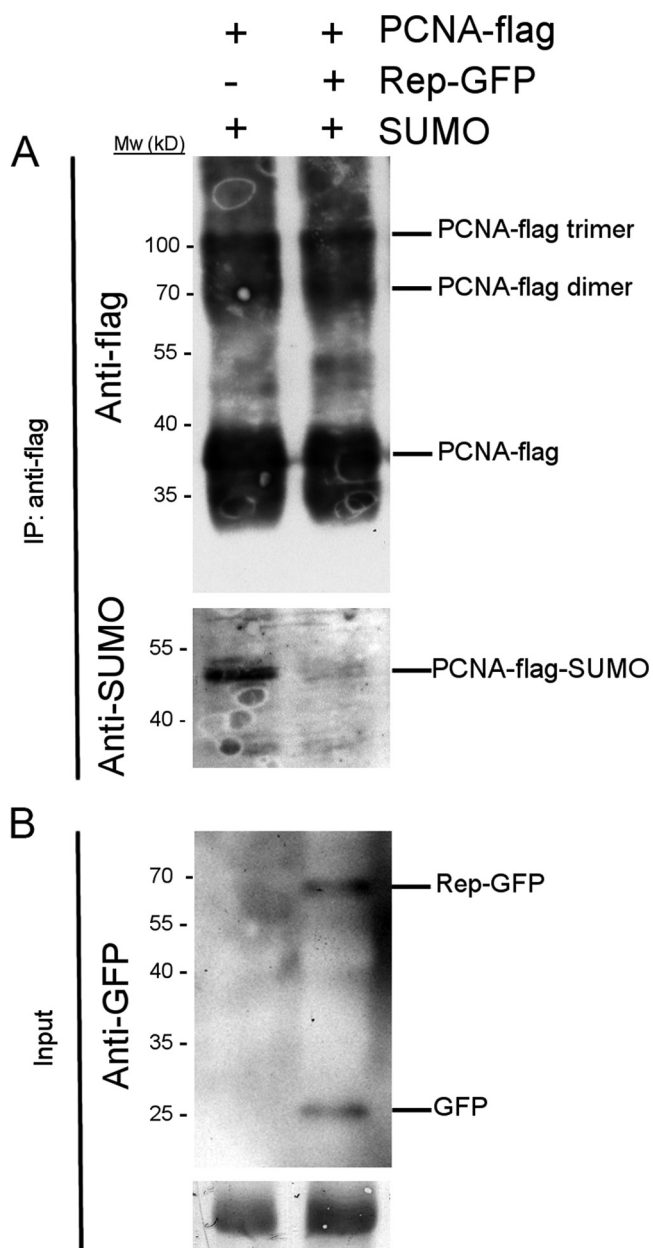 + + PCNA-flag
- + Rep-GFP
+ + SUMO
A
Mw (kD)
IP: anti-flag
Anti-flag
100 -
70 -
55 -
40 -
35 -
PCNA-flag trimer
PCNA-flag dimer
PCNA-flag
Anti-SUMO
55 -
40 -
PCNA-flag-SUMO
B
Input
Anti-GFP
70 -
55 -
40 -
35 -
25 -
Rep-GFP
GFP